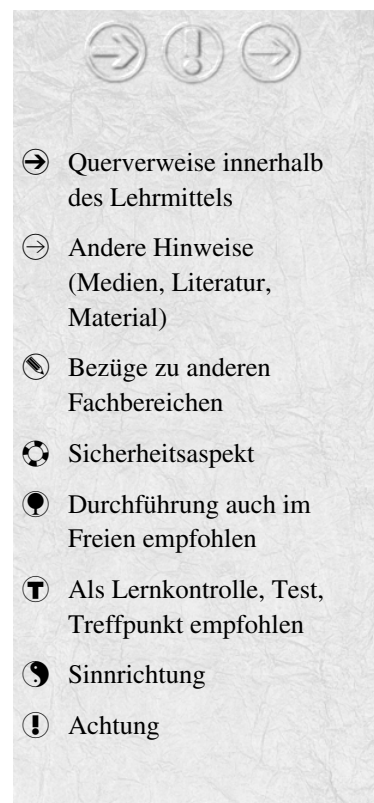 Querverweise innerhalb
des Lehrmittels
Andere Hinweise
(Medien, Literatur,
Material)
Bezüge zu anderen
Fachbereichen
Sicherheitsaspekt
Durchführung auch im
Freien empfohlen
T Als Lernkontrolle, Test,
Treffpunkt empfohlen
Sinnrichtung
! Achtung